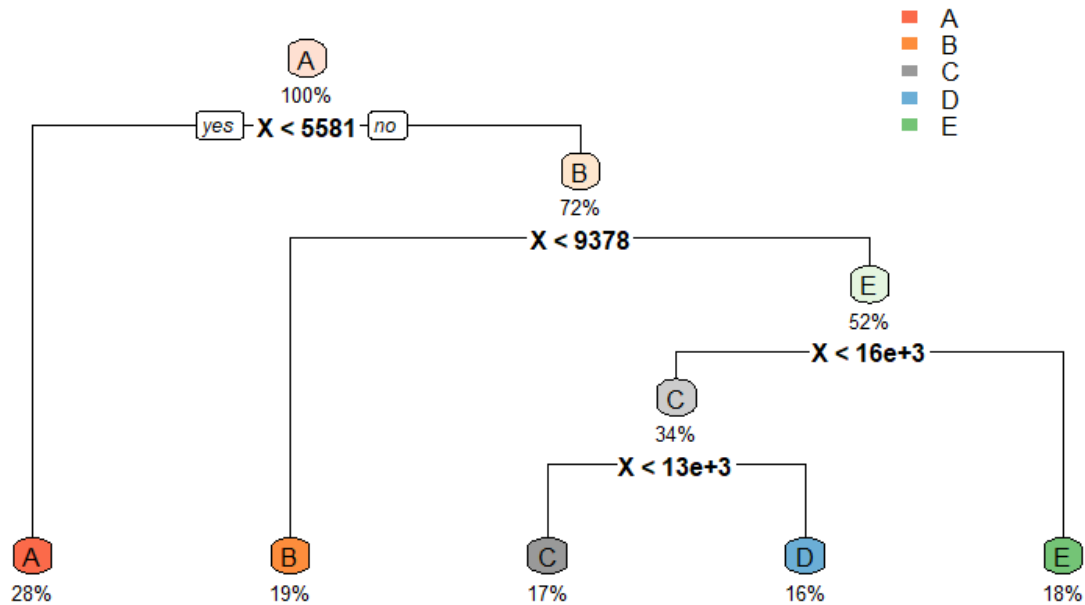 A
B
C
D
E
A
100%
yes X < 5581 no
B
72%
X < 9378
E
52%
X < 16e+3
C
34%
X < 13e+3
A B C D E
28% 19% 17% 16% 18%